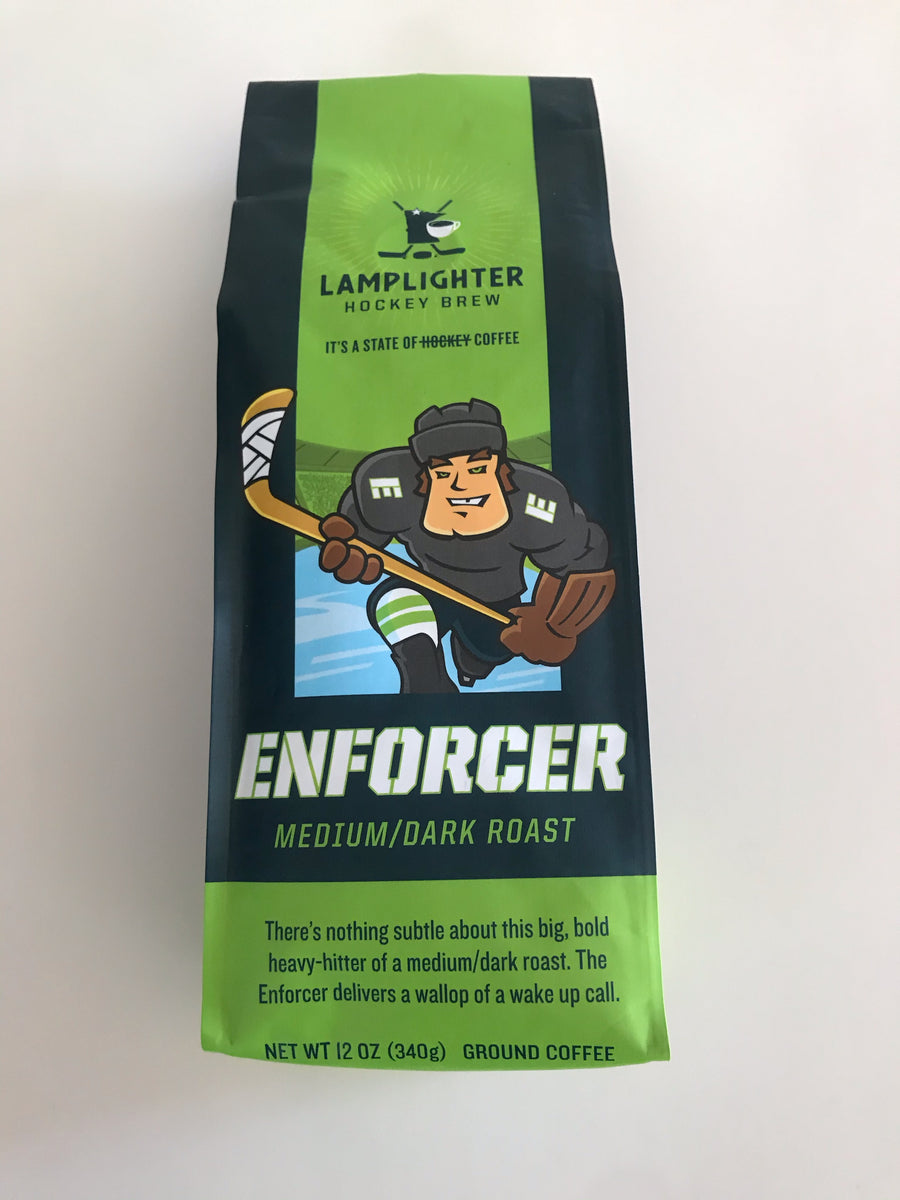 LAMPLIGHTER
HOCKEY BREW
IT'S A STATE OF HOCKEY COFFEE
E E
ENFORCER
MEDIUM/DARK ROAST
There's nothing subtle about this big, bold
heavy-hitter of a medium/dark roast. The
Enforcer delivers a wallop of a wake up call.
NET WT 12 OZ (340g) GROUND COFFEE